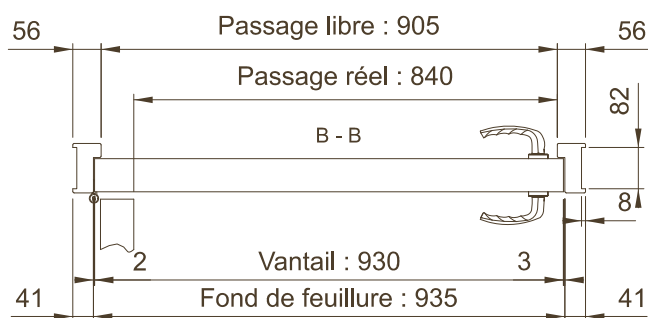 56 Passage libre : 905 56
Passage réel : 840
82
B - B
8
2 Vantail : 930 3
41 Fond de feuillure : 935 41